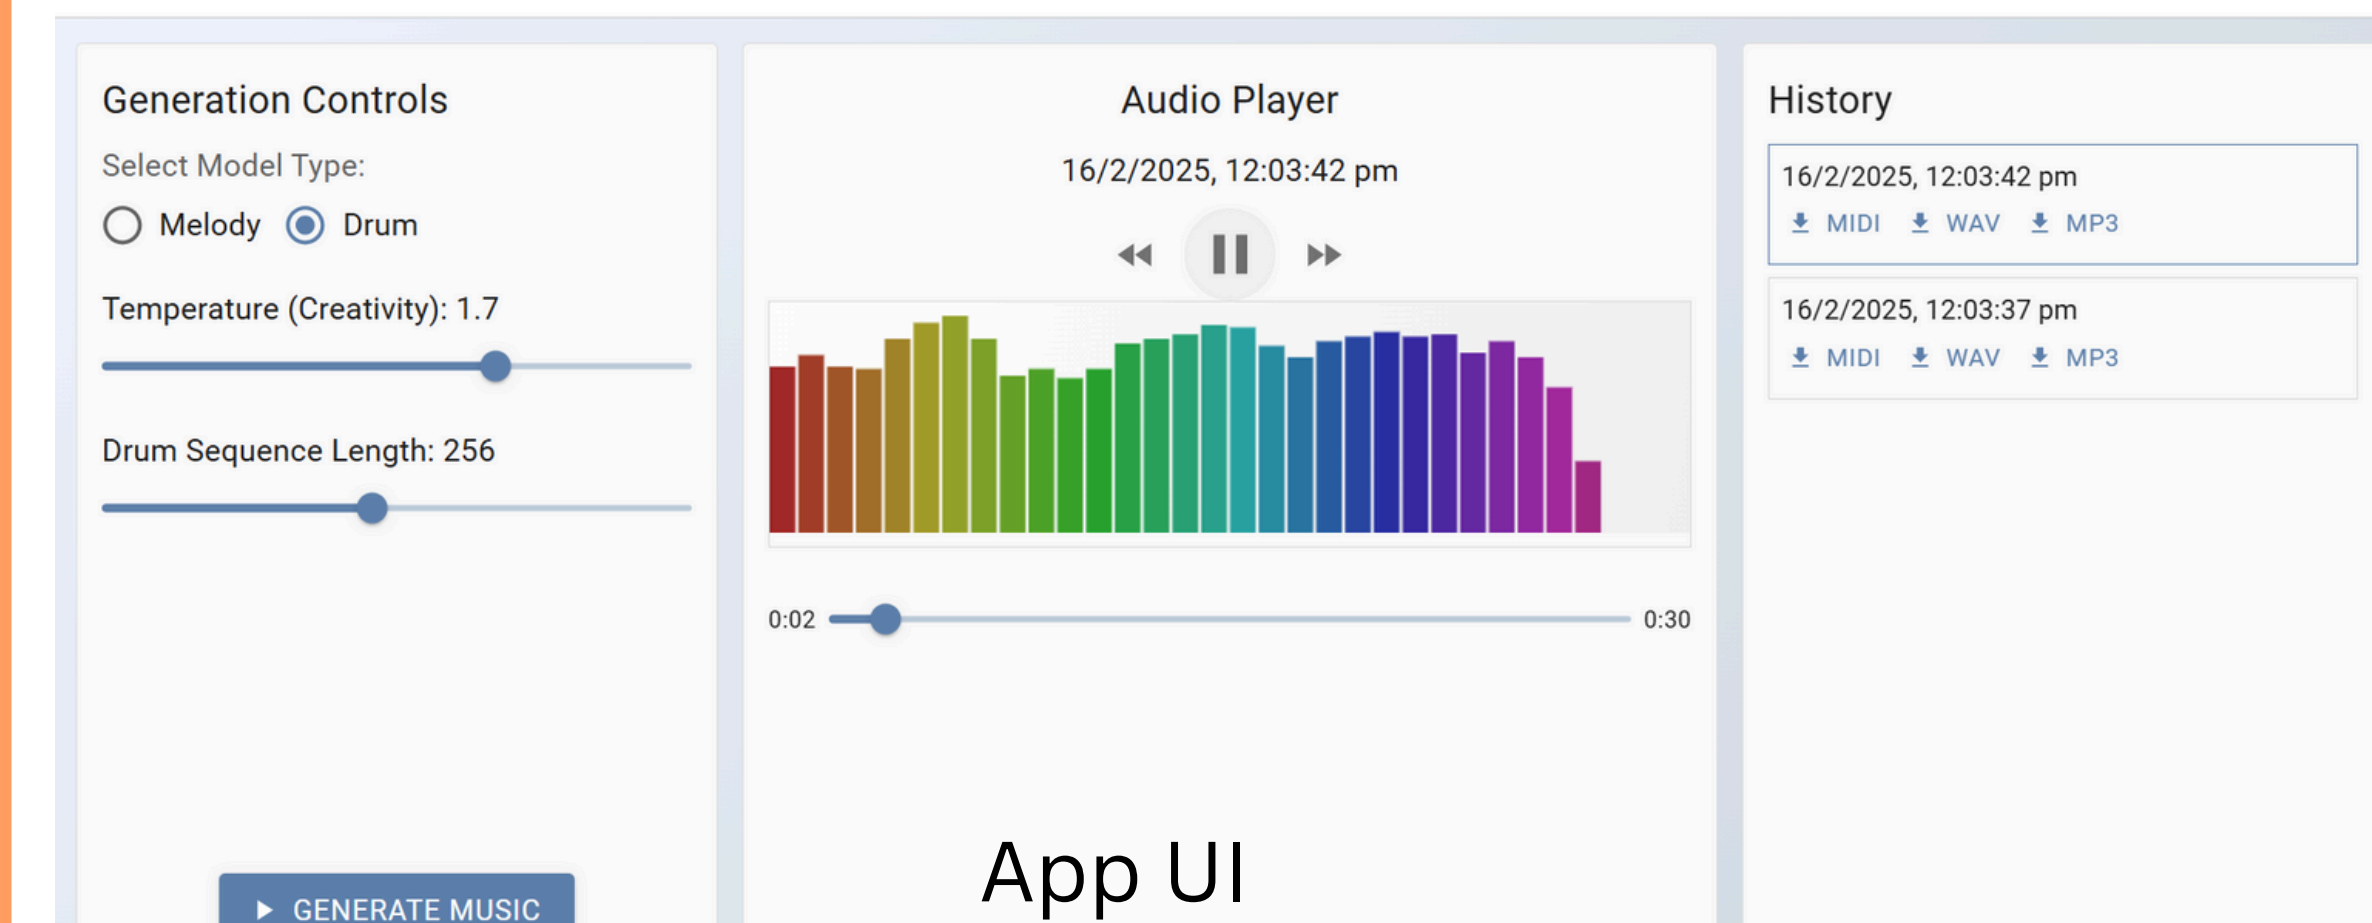 Generation Controls
Select Model Type:
Melody Drum
Temperature (Creativity): 1.7
Drum Sequence Length: 256
GENERATE MUSIC
Audio Player
16/2/2025, 12:03:42 pm
0:02 0:30
App UI
History
16/2/2025, 12:03:42 pm
MIDI WAV MP3
16/2/2025, 12:03:37 pm
MIDI WAV MP3